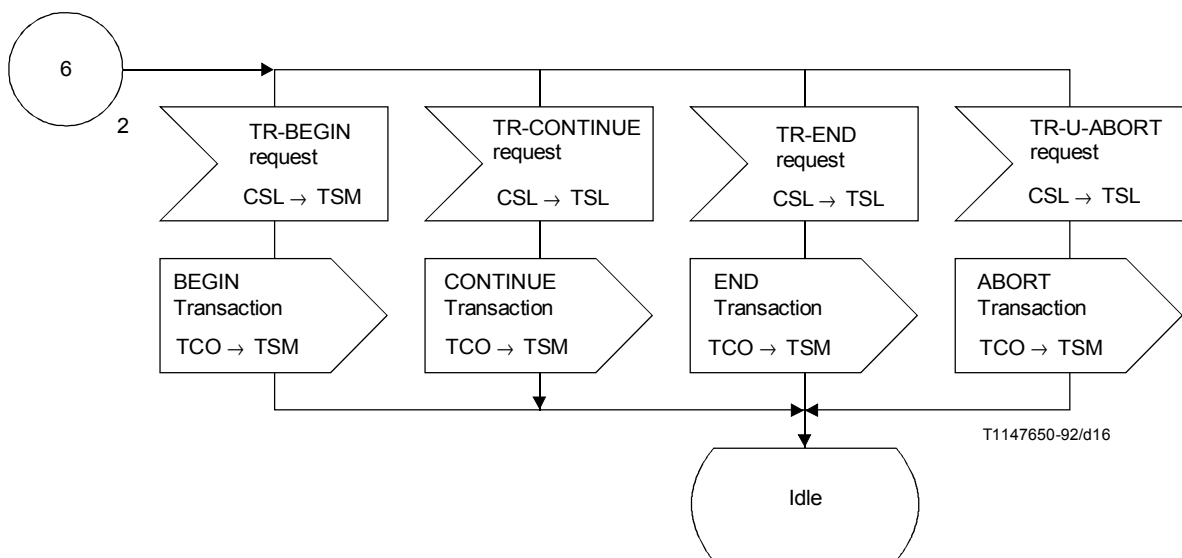 6
2
TR-BEGIN
request
CSL → TSM
TR-CONTINUE
request
CSL → TSL
TR-END
request
CSL → TSL
TR-U-ABORT
request
CSL → TSL
BEGIN
Transaction
TCO → TSM
CONTINUE
Transaction
TCO → TSM
END
Transaction
TCO → TSM
ABORT
Transaction
TCO → TSM
T1147650-92/d16
Idle